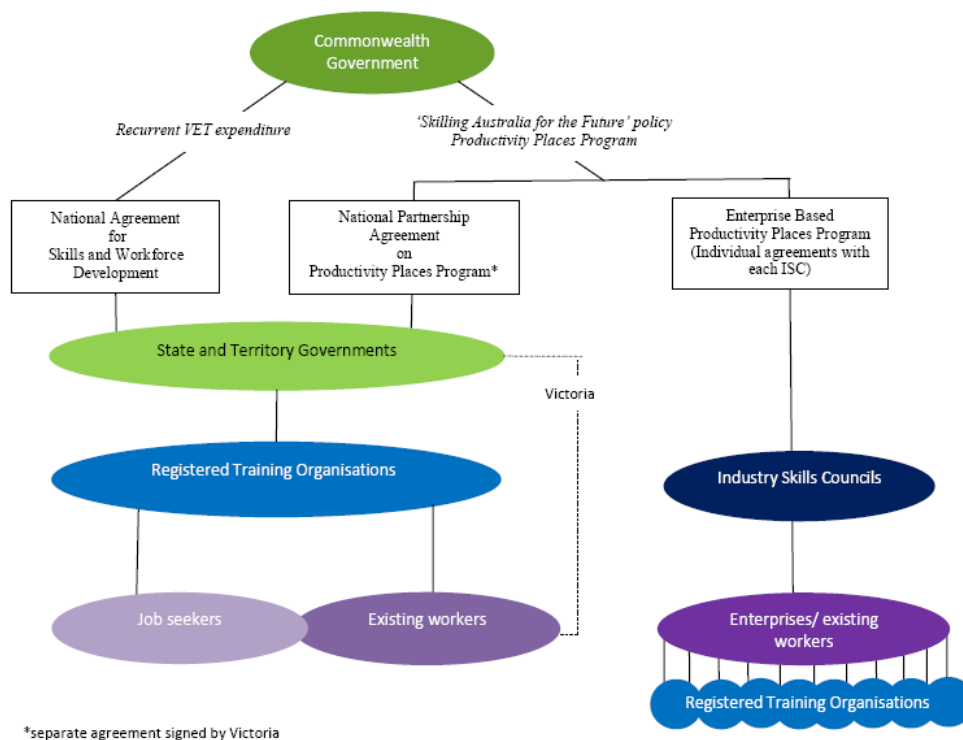 Commonwealth
Government
Recurrent VET expenditure
‘Skilling Australia for the Future’ policy
Productivity Places Program
National Agreement
for
Skills and Workforce
Development
National Partnership
Agreement
on
Productivity Places Program*
Enterprise Based
Productivity Places Program
(Individual agreements with
each ISC)
State and Territory Governments
Victoria
Registered Training Organisations
Industry Skills Councils
Job seekers
Existing workers
Enterprises/ existing
workers
Registered Training Organisations
*separate agreement signed by Victoria